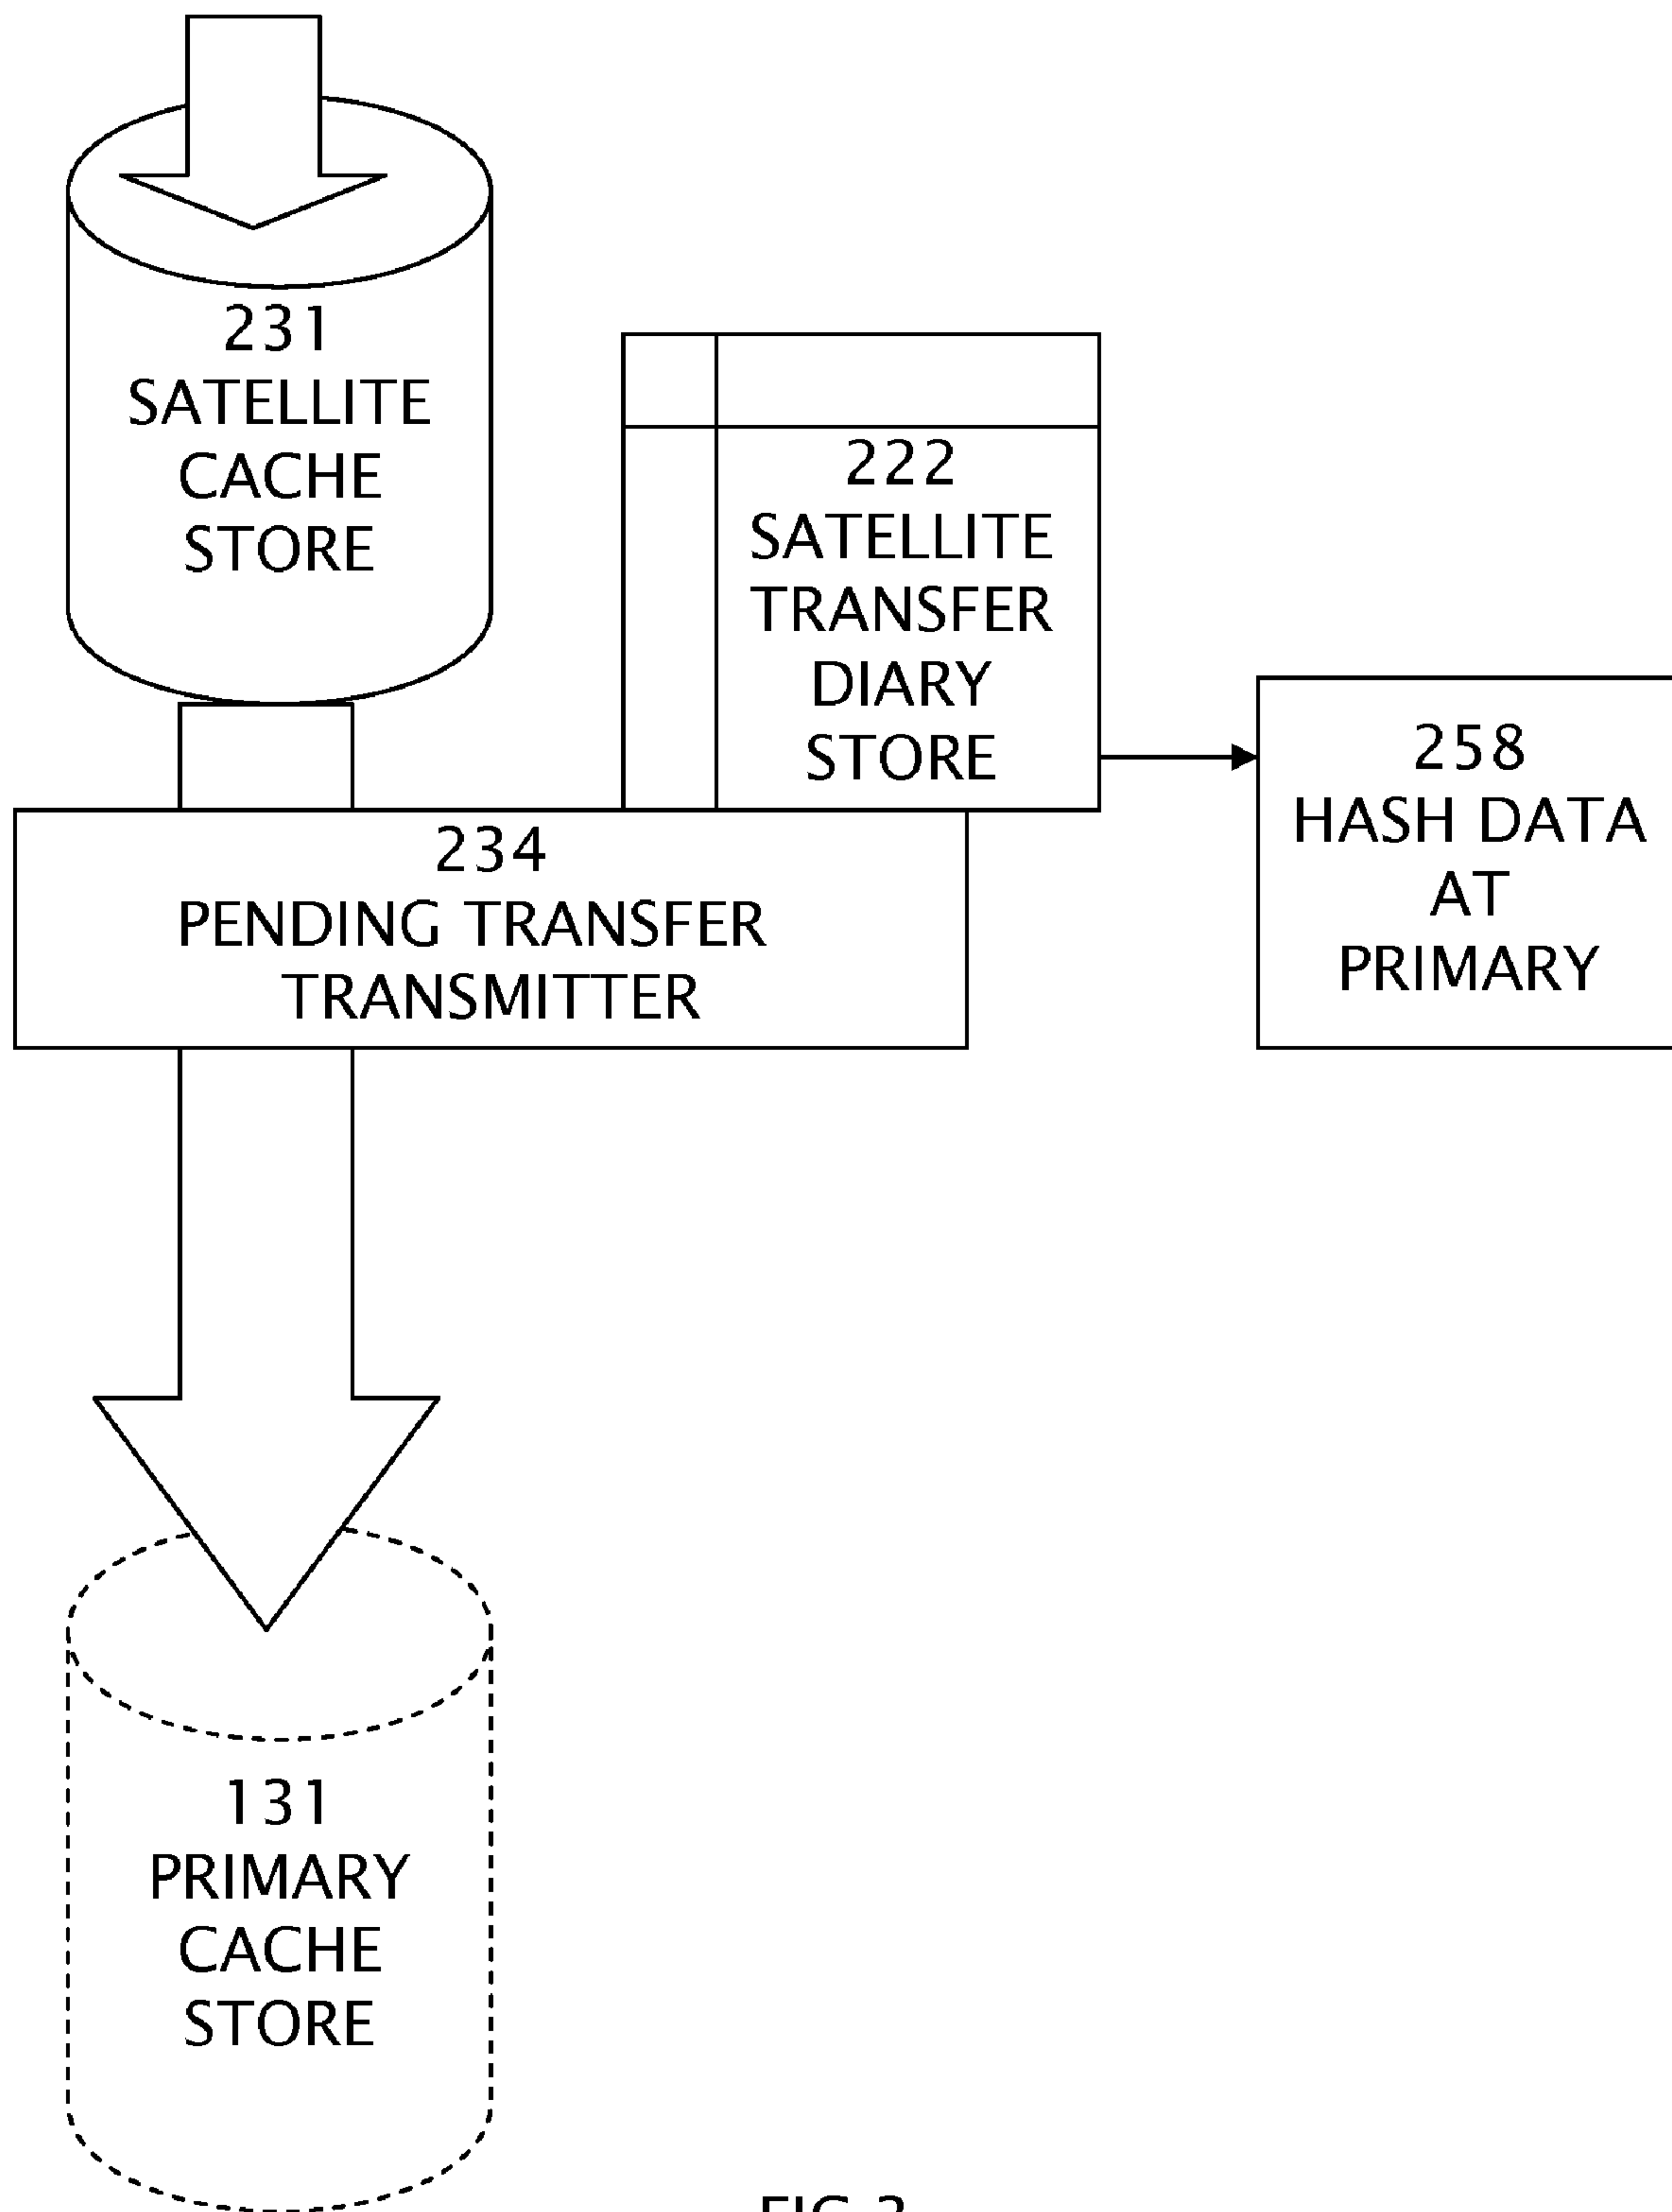 231
SATELLITE
CACHE
STORE
222
SATELLITE
TRANSFER
DIARY
STORE
258
HASH DATA
AT
PRIMARY
234
PENDING TRANSFER
TRANSMITTER
131
PRIMARY
CACHE
STORE